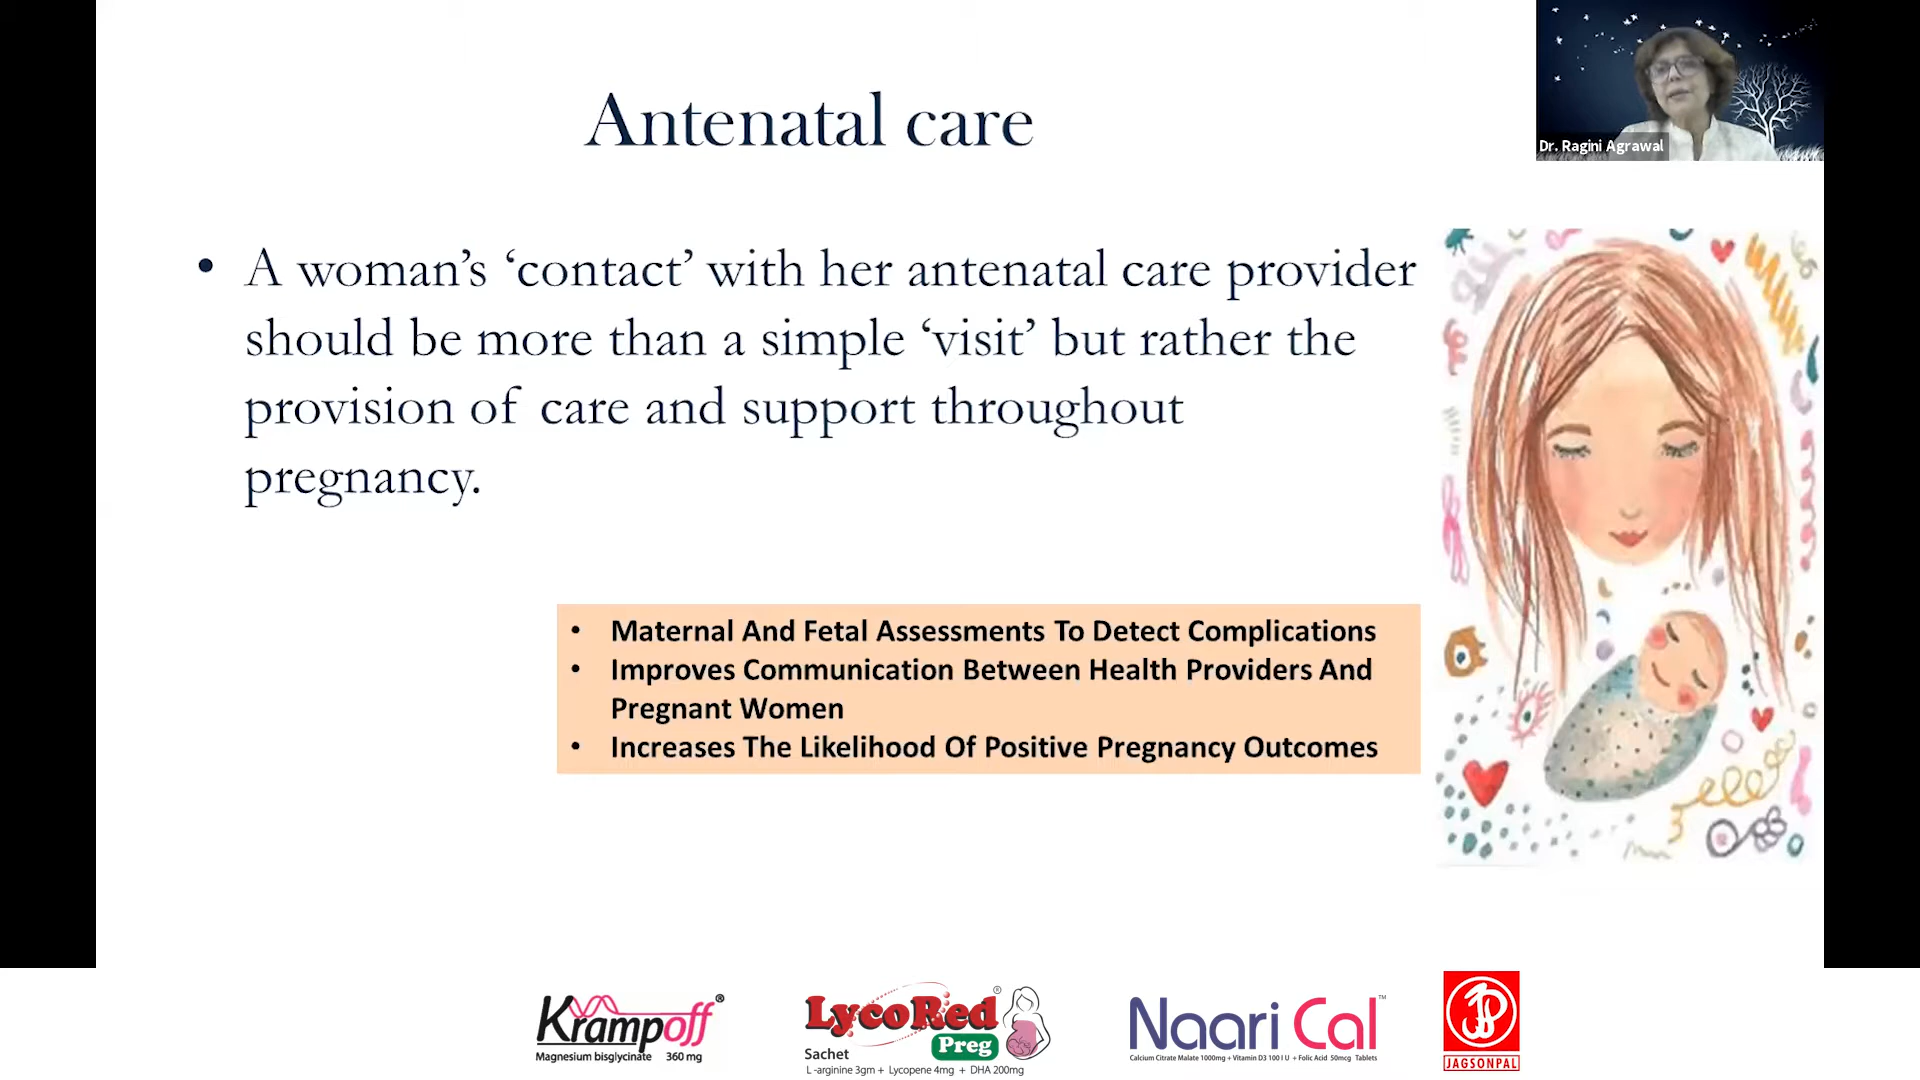 Antenatal care
Dr. Ragini Agrawal
• A woman’s ‘contact’ with her antenatal care provider
should be more than a simple ‘visit’ but rather the
provision of care and support throughout
pregnancy.
• Maternal And Fetal Assessments To Detect Complications
• Improves Communication Between Health Providers And
Pregnant Women
• Increases The Likelihood Of Positive Pregnancy Outcomes
Krampoff®
Magnesium bisglycinate 360 mg
LycoRed®
Preg
Sachet
L-arginine 3gm + Lycopene 4mg + DHA 200mg
Naari Cal™
Calcium Citrate Malate 1000mg + Vitamin D3 100 I U + Folic Acid 50mcg Tablets
JAGSONPAL